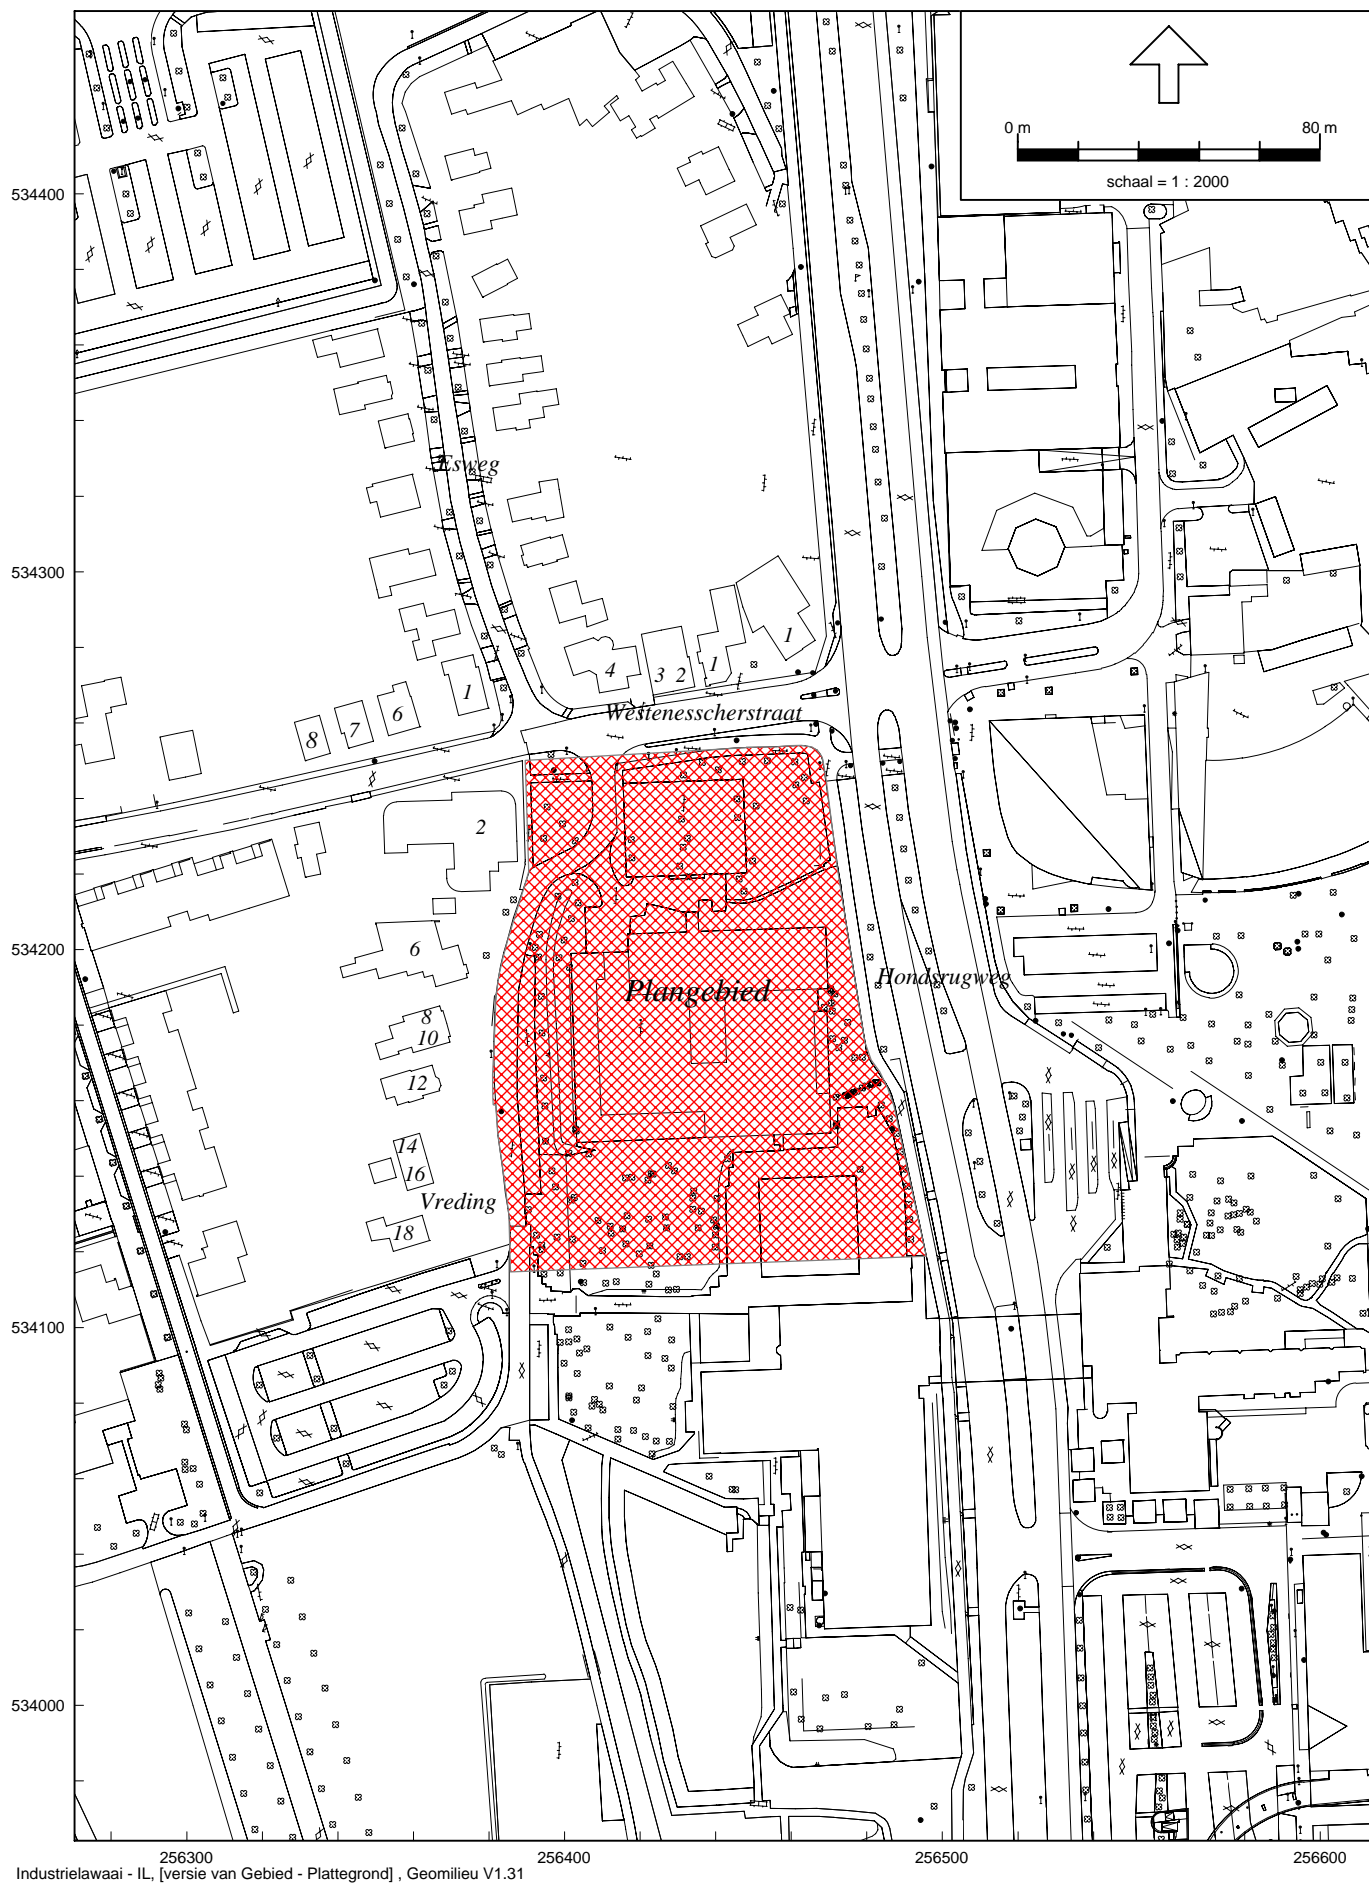 0 m 80 m
schaal = 1 : 2000
534400
Esweg
534300
4
3 2
1
1
1
6
7
8
Westenesscherstraat
2
534200
6
Plangebied
Hondsrugweg
8
10
12
14
16
Vreding
18
534100
534000
256300 256400 256500 256600
Industrielawaai - IL, [versie van Gebied - Plattegrond] , Geomilieu V1.31